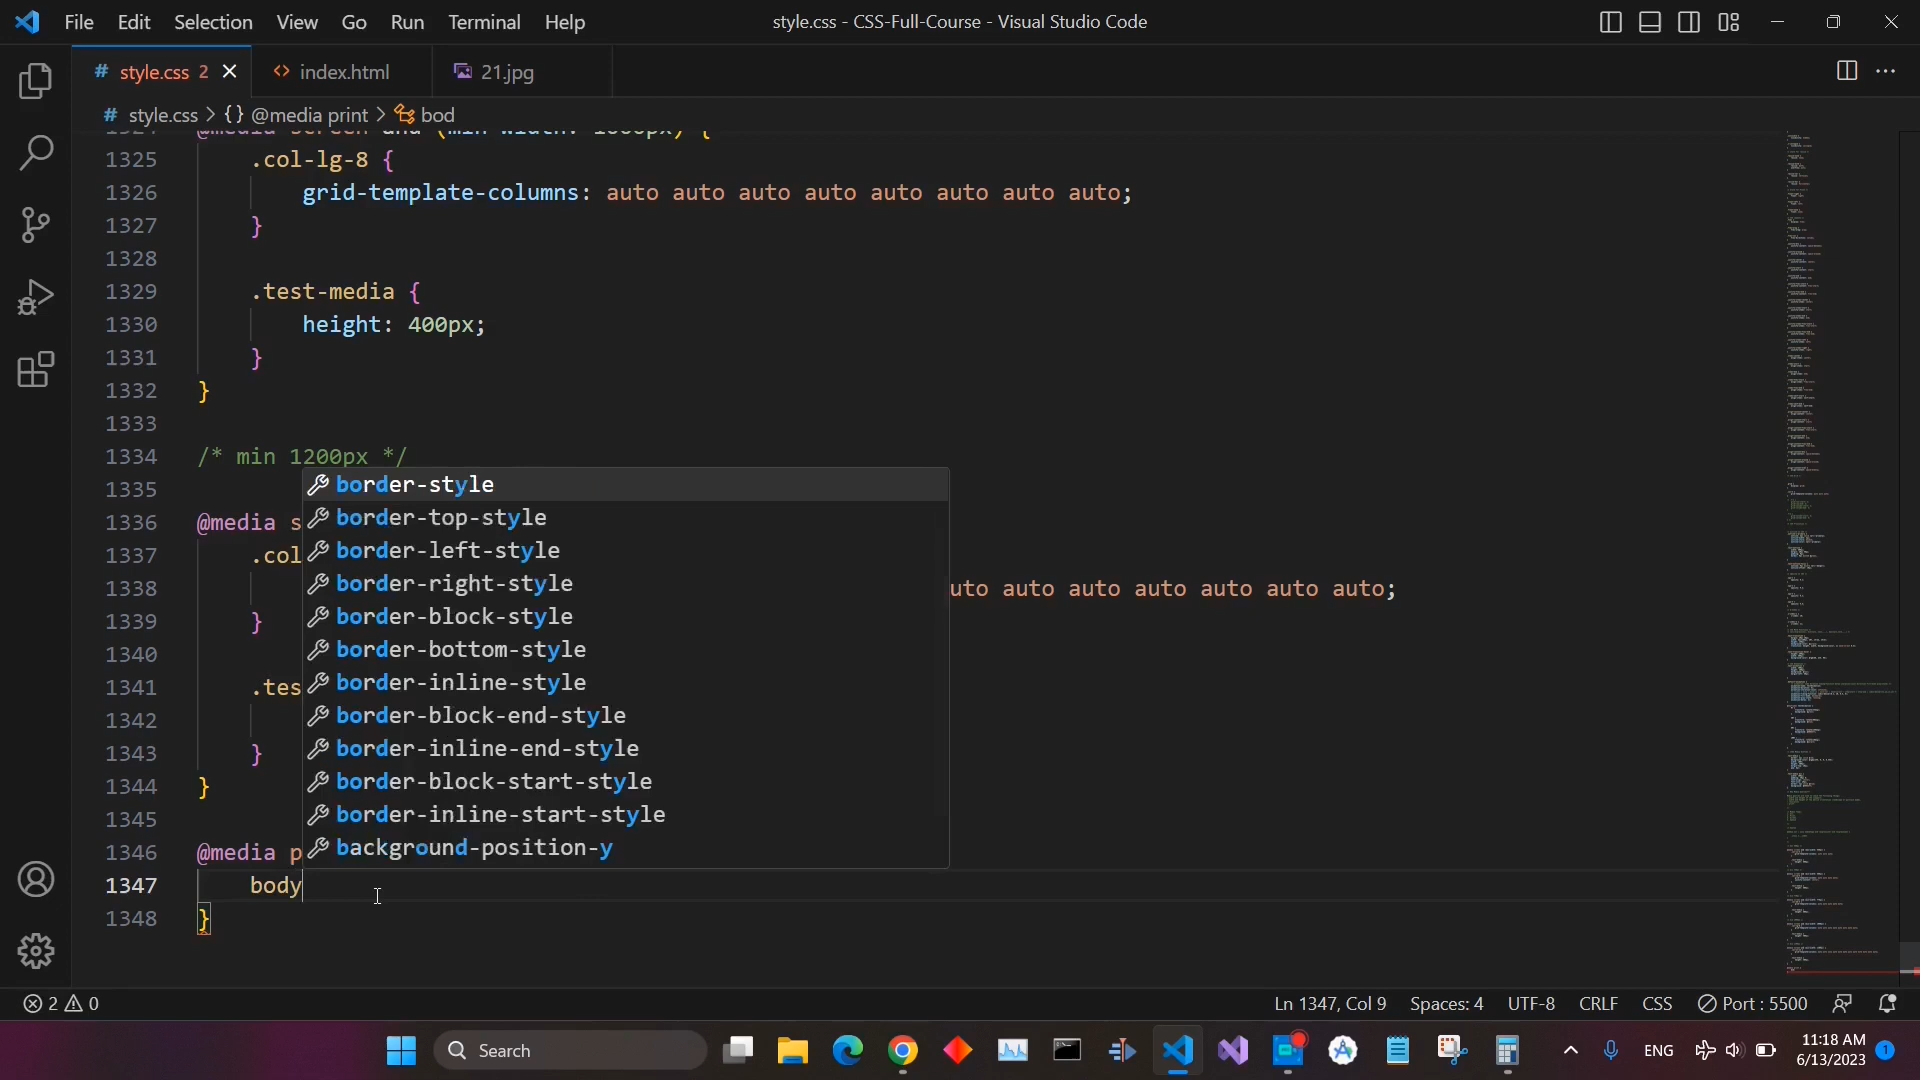 File Edit Selection View Go Run Terminal Help style.css - CSS-Full-Course - Visual Studio Code
# style.css 2 <> index.html 21.jpg
# style.css > {} @media print > bod
1325 .col-lg-8 {
1326 grid-template-columns: auto auto auto auto auto auto auto auto;
1327 }
1328
1329 .test-media {
1330 height: 400px;
1331 }
1332 }
1333
1334 /* min 1200px */
1335 border-style
border-top-style
1336 @media s
1337 .col border-left-style
1338 border-right-style uto auto auto auto auto auto auto;
1339 } border-block-style
1340 border-bottom-style
1341 .tes border-inline-style
1342 border-block-end-style
1343 } border-inline-end-style
1344 } border-block-start-style
1345 border-inline-start-style
1346 @media p background-position-y
1347 body
1348 }
2 0 Ln 1347, Col 9 Spaces: 4 UTF-8 CRLF CSS Port : 5500
Search ENG 11:18 AM 1
6/13/2023